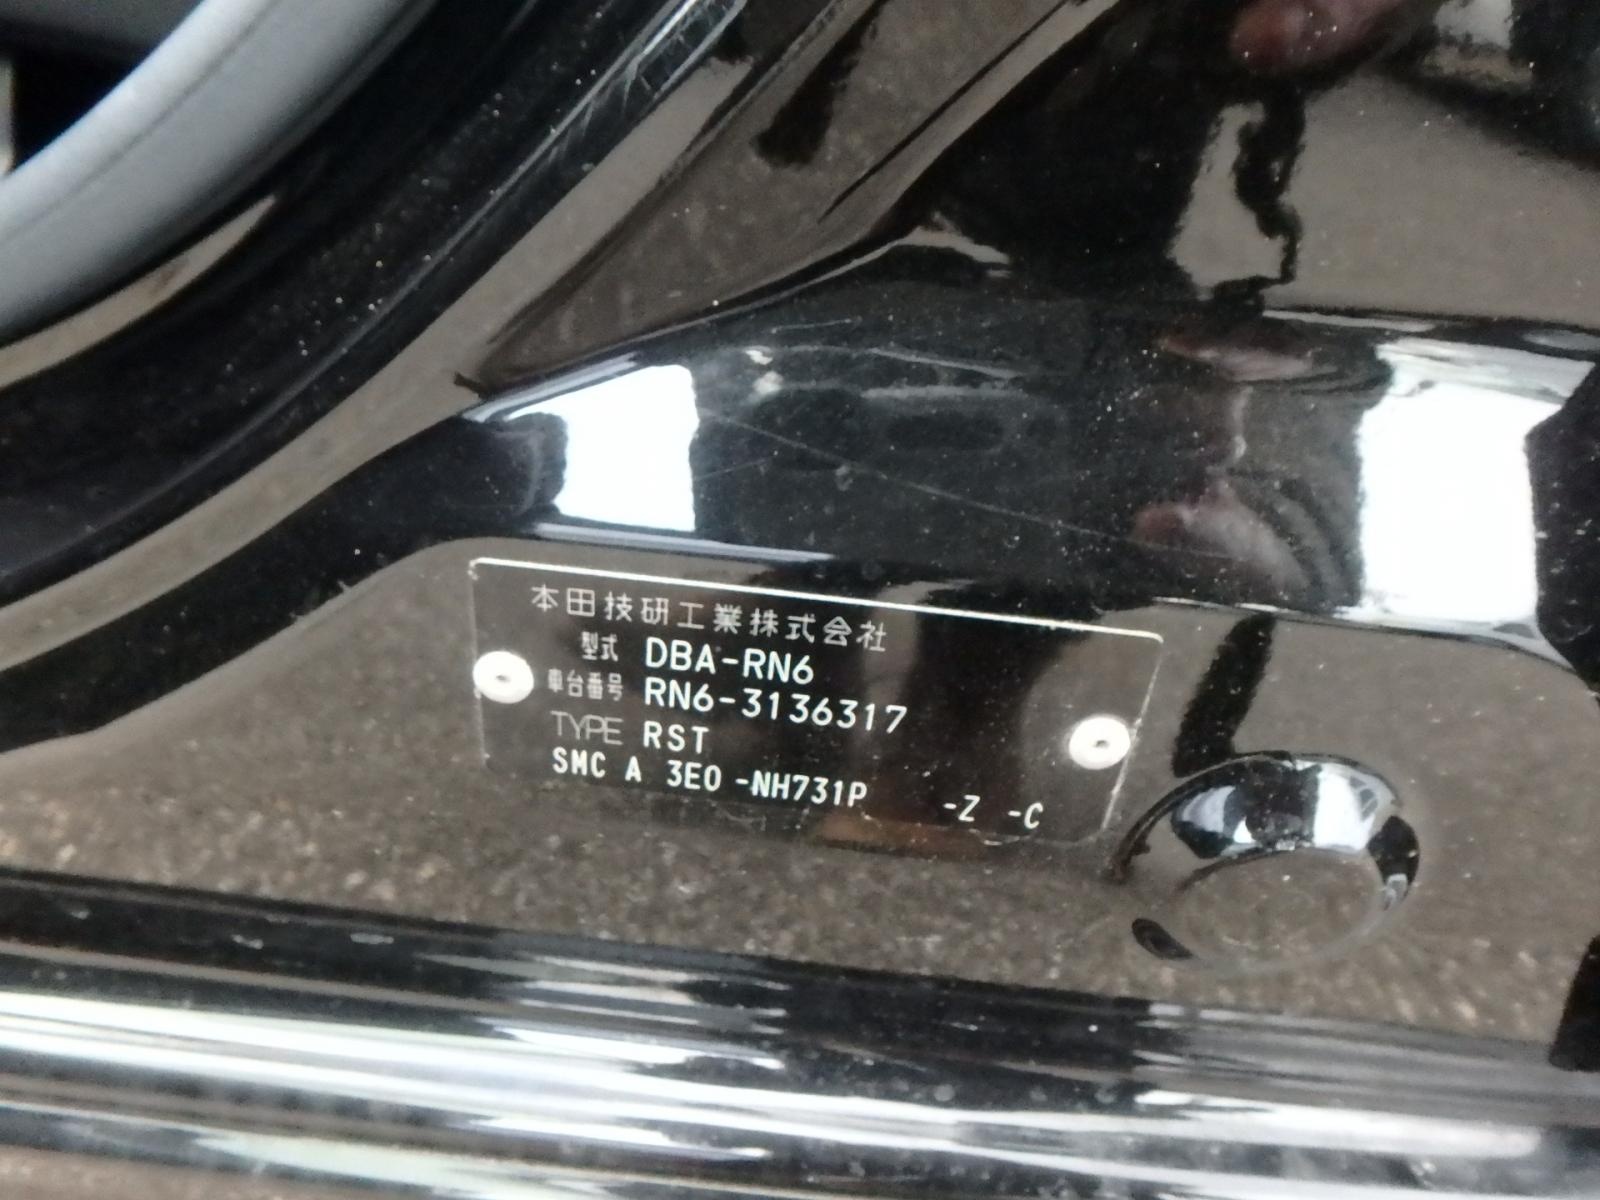 本田技研工業株式会社
型式 DBA-RN6
車台番号 RN6-3136317
TYPE RST
SMC A 3E0 -NH731P -Z -C